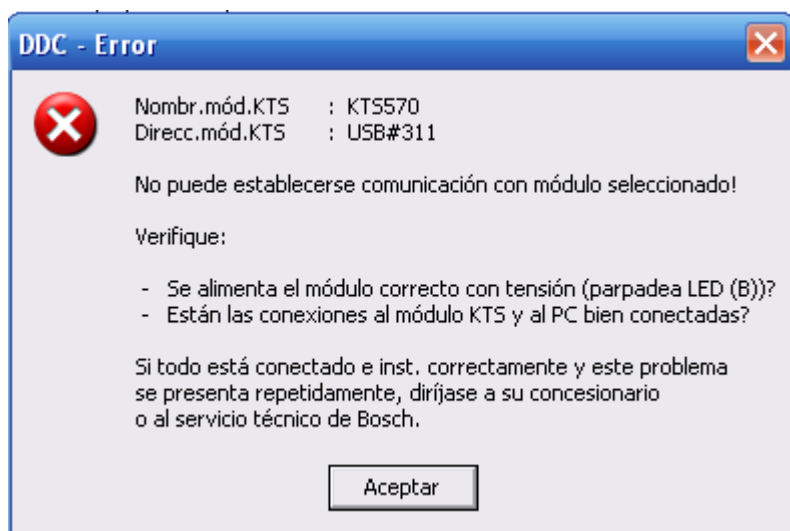 DDC - Error
Nombr.mód.KTS : KTS570
Direcc.mód.KTS : USB#311
No puede establecerse comunicación con módulo seleccionado!
Verifique:
- Se alimenta el módulo correcto con tensión (parpadea LED (B))?
- Están las conexiones al módulo KTS y al PC bien conectadas?
Si todo está conectado e inst. correctamente y este problema
se presenta repetidamente, diríjase a su concesionario
o al servicio técnico de Bosch.
Aceptar